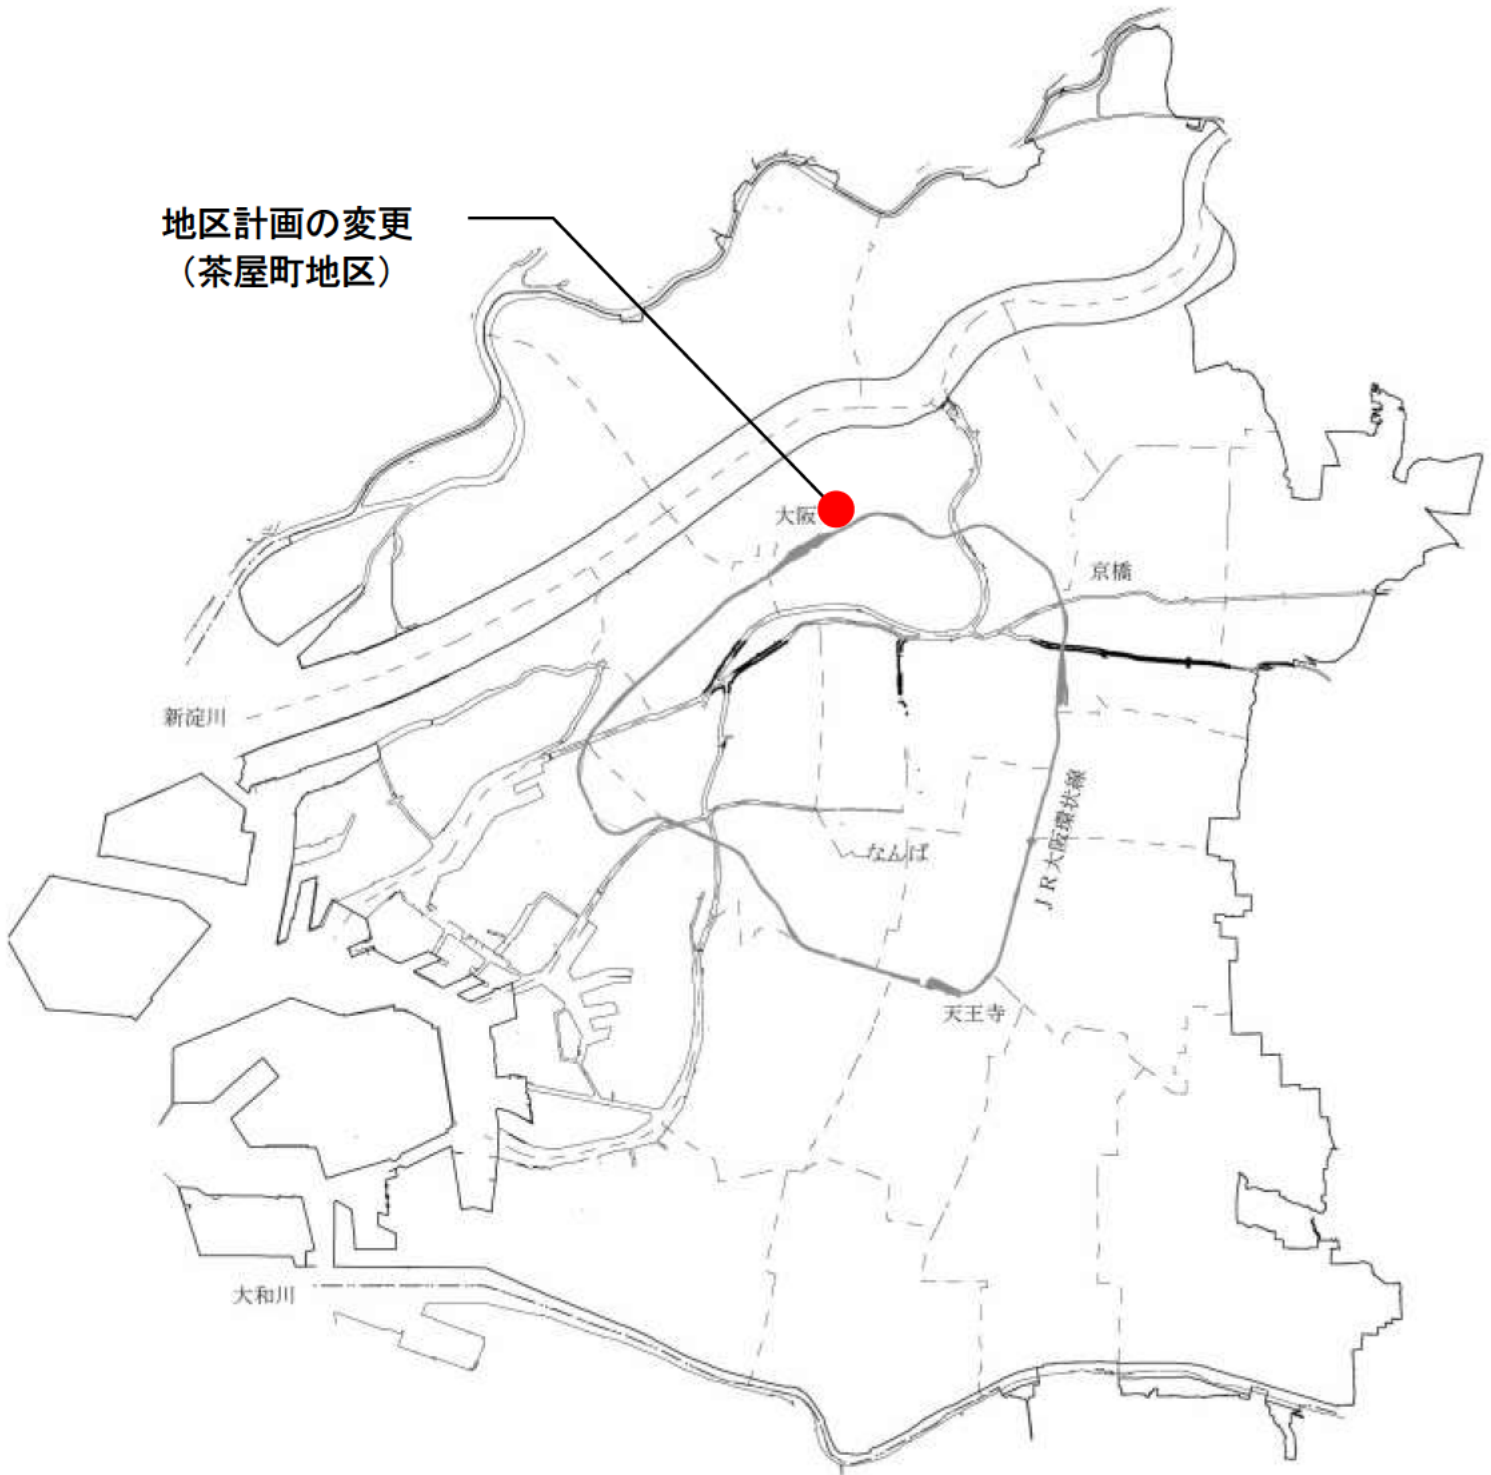 地区計画の変更
（茶屋町地区）
大阪
京橋
新淀川
ＪＲ大阪環状線
なんば
天王寺
大和川